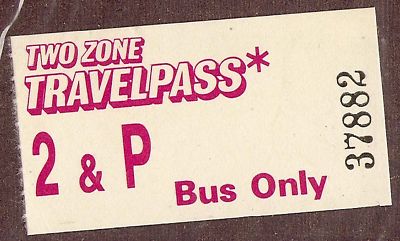 TWO ZONE
TRAVELPASS*
2 & P
Bus Only
37882